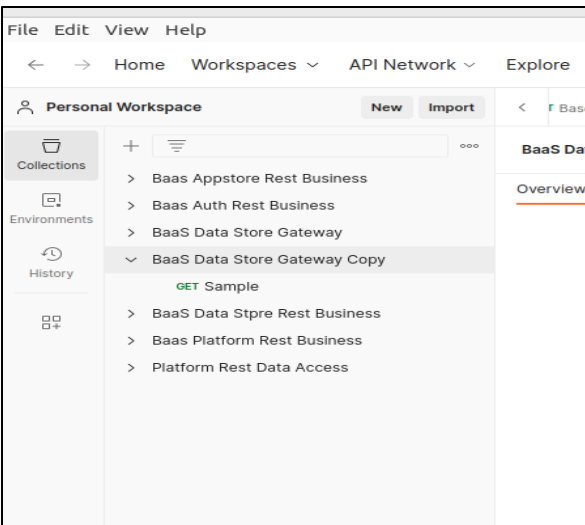 File Edit View Help
Home Workspaces API Network Explore
Personal Workspace New Import
Collections
BaaS Da
Overview
Baas Appstore Rest Business
Baas Auth Rest Business
Environments
BaaS Data Store Gateway
BaaS Data Store Gateway Copy
History
GET Sample
BaaS Data Stpre Rest Business
Baas Platform Rest Business
Platform Rest Data Access